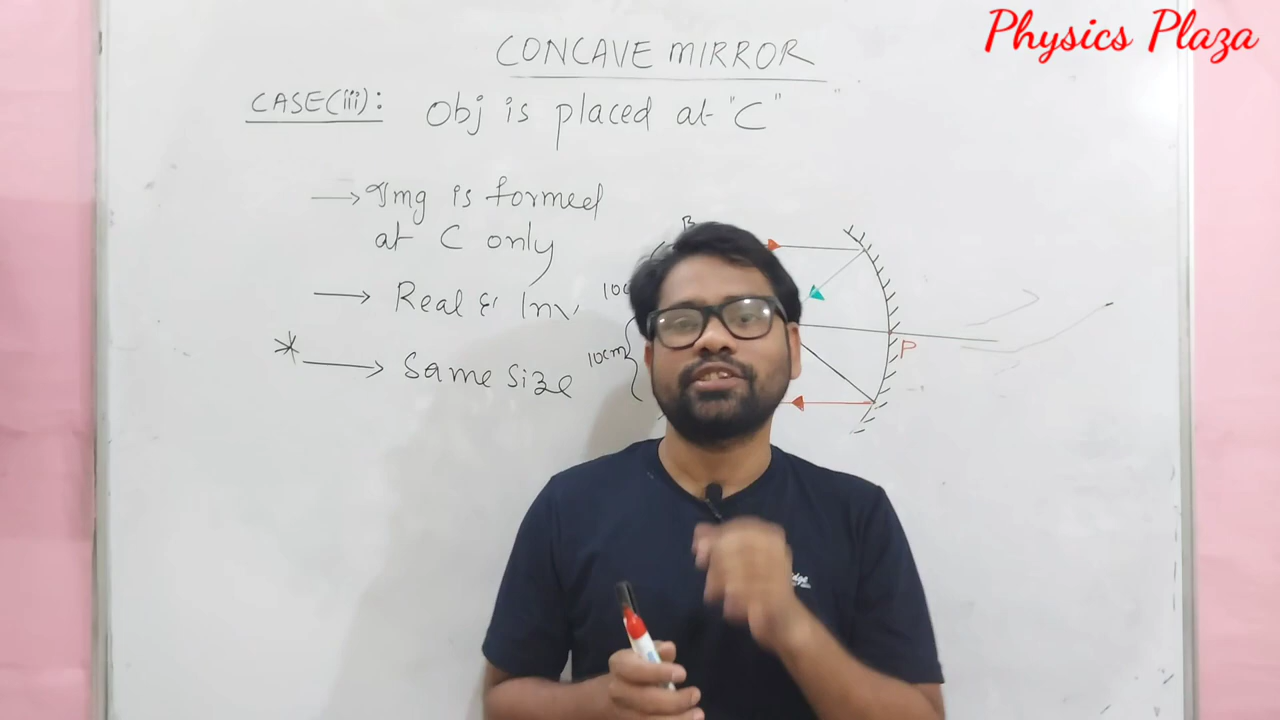 Physics Plaza
CONCAVE MIRROR
CASE(iii): Obj is placed at "C"
→ Img is formed
at C only
→ Real & Inv.
* → Same Size
B
10cm
P